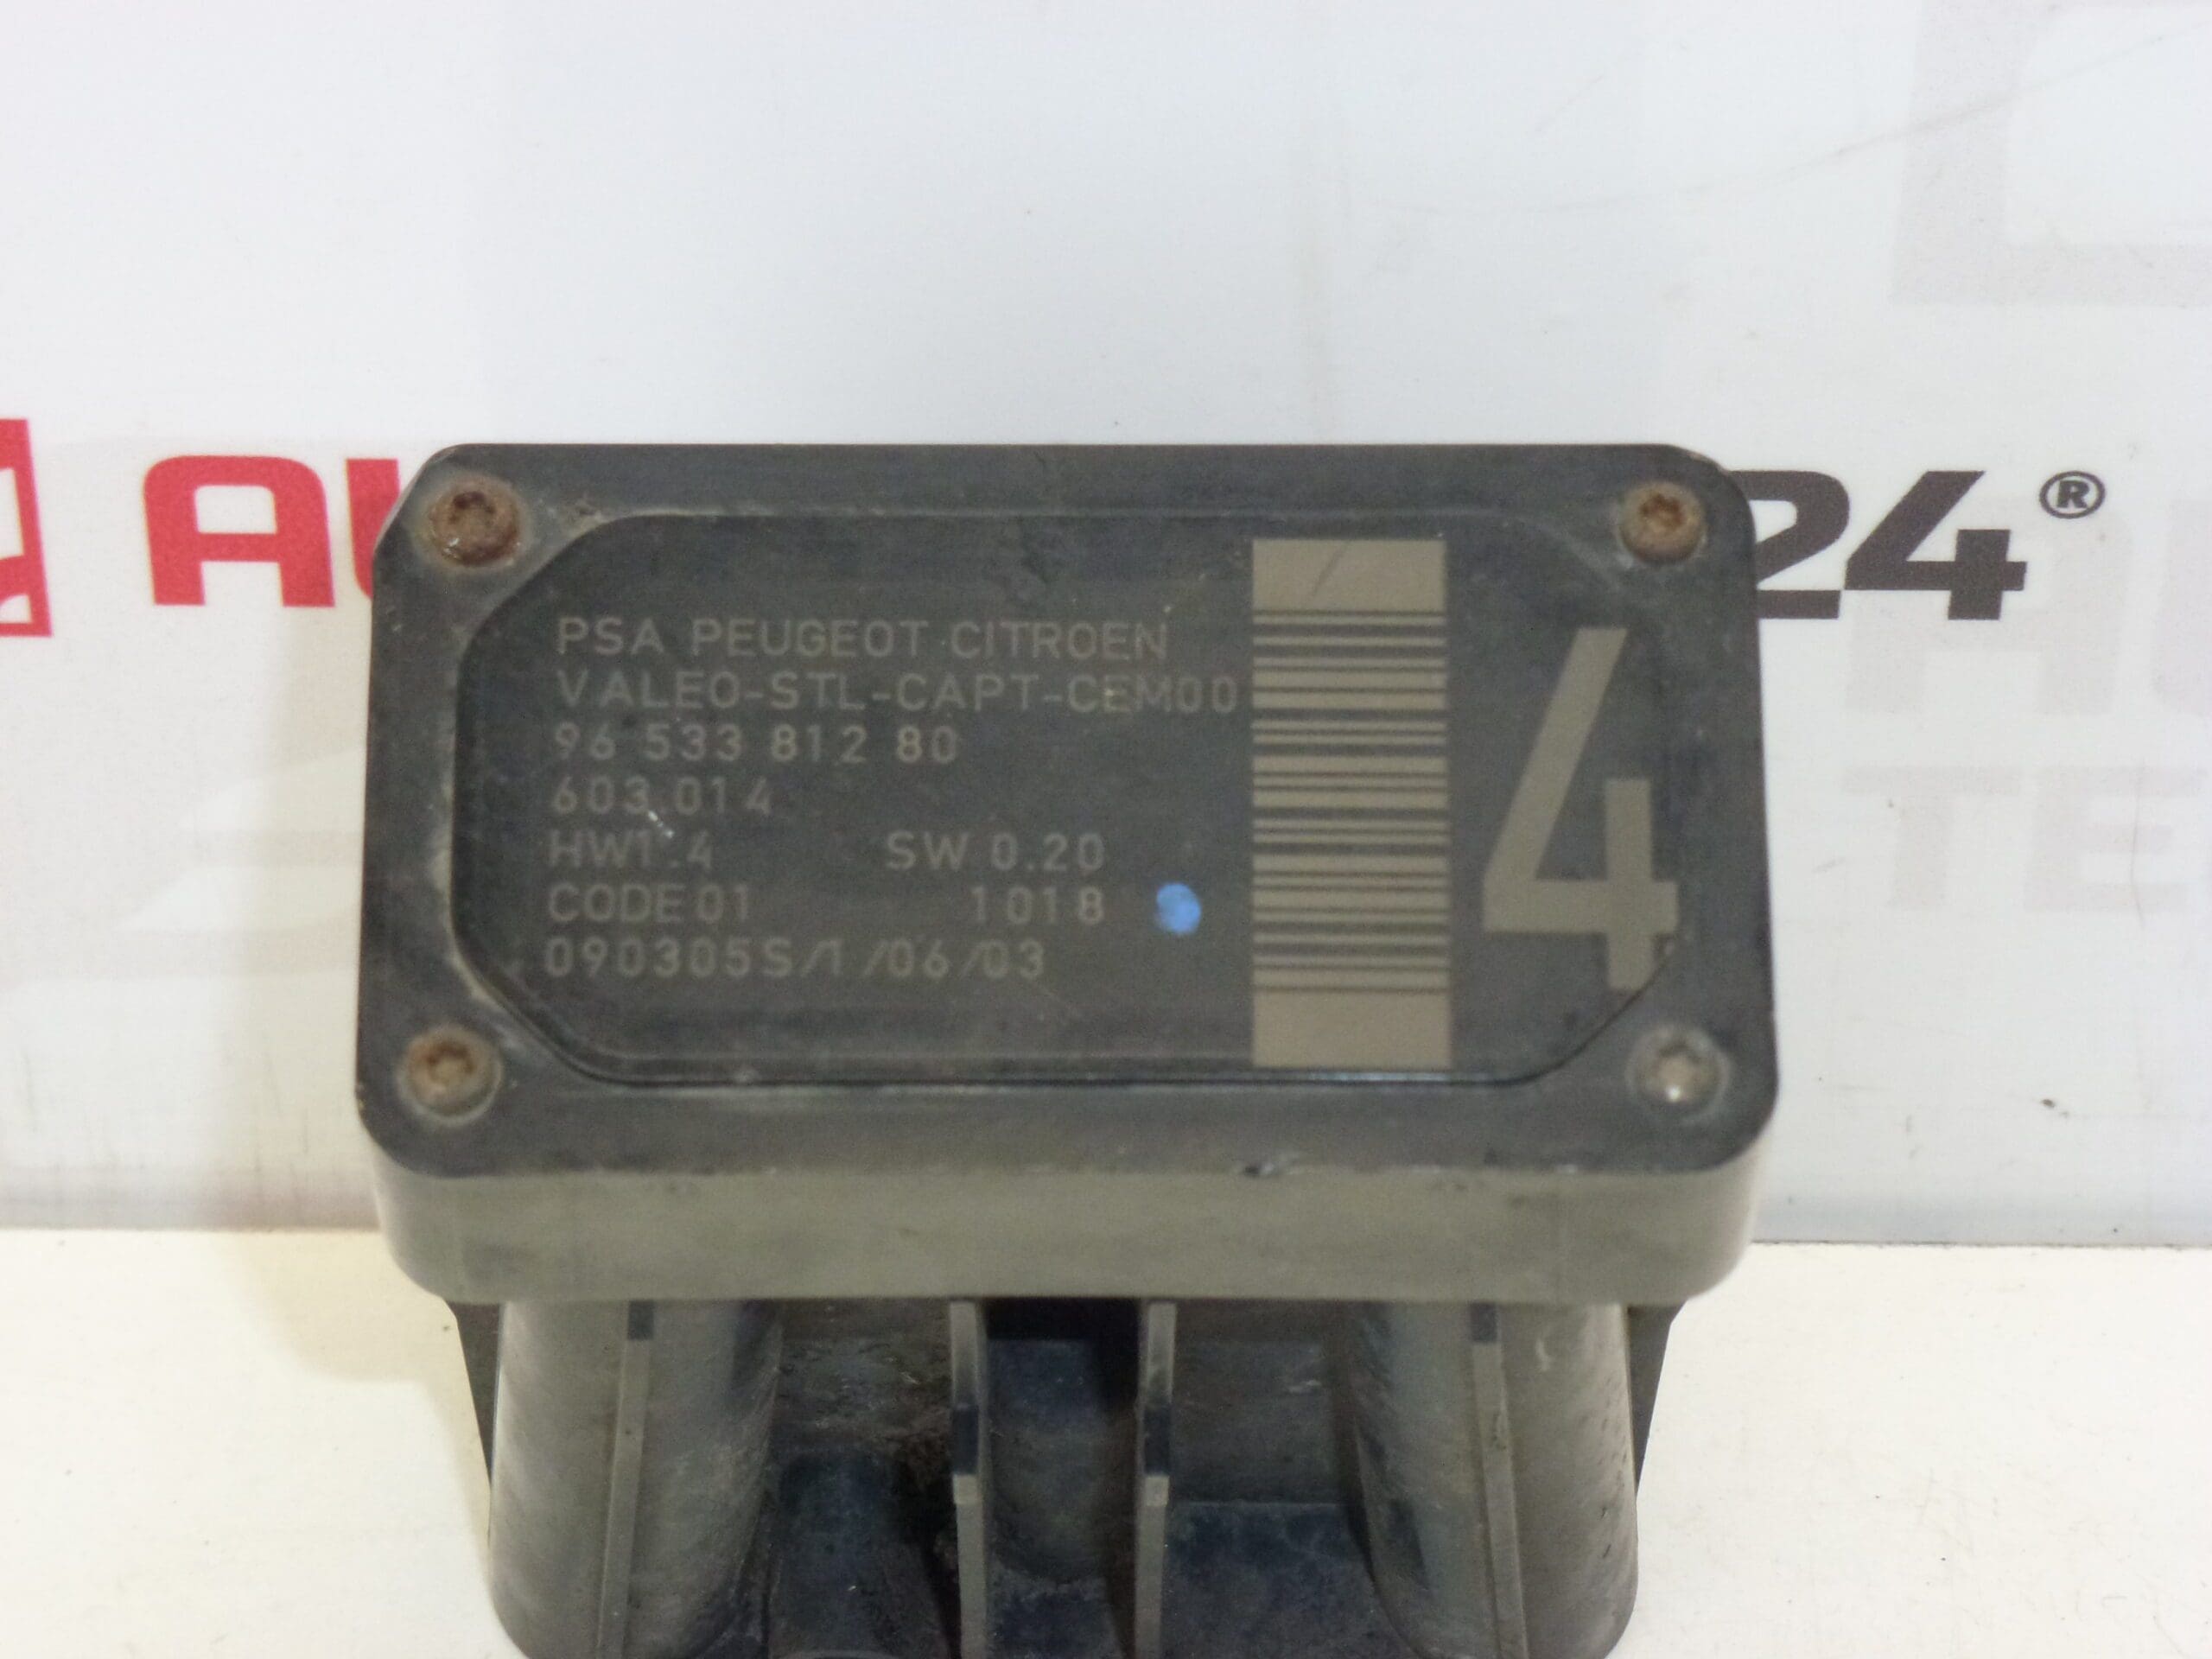 PSA PEUGEOT CITROEN
VALEO-STL-CAPT-CEM00
96 533 812 80
603.014
HW1.4 SW 0.20
CODE 01 1018
090305S/1/06/03
4
24®